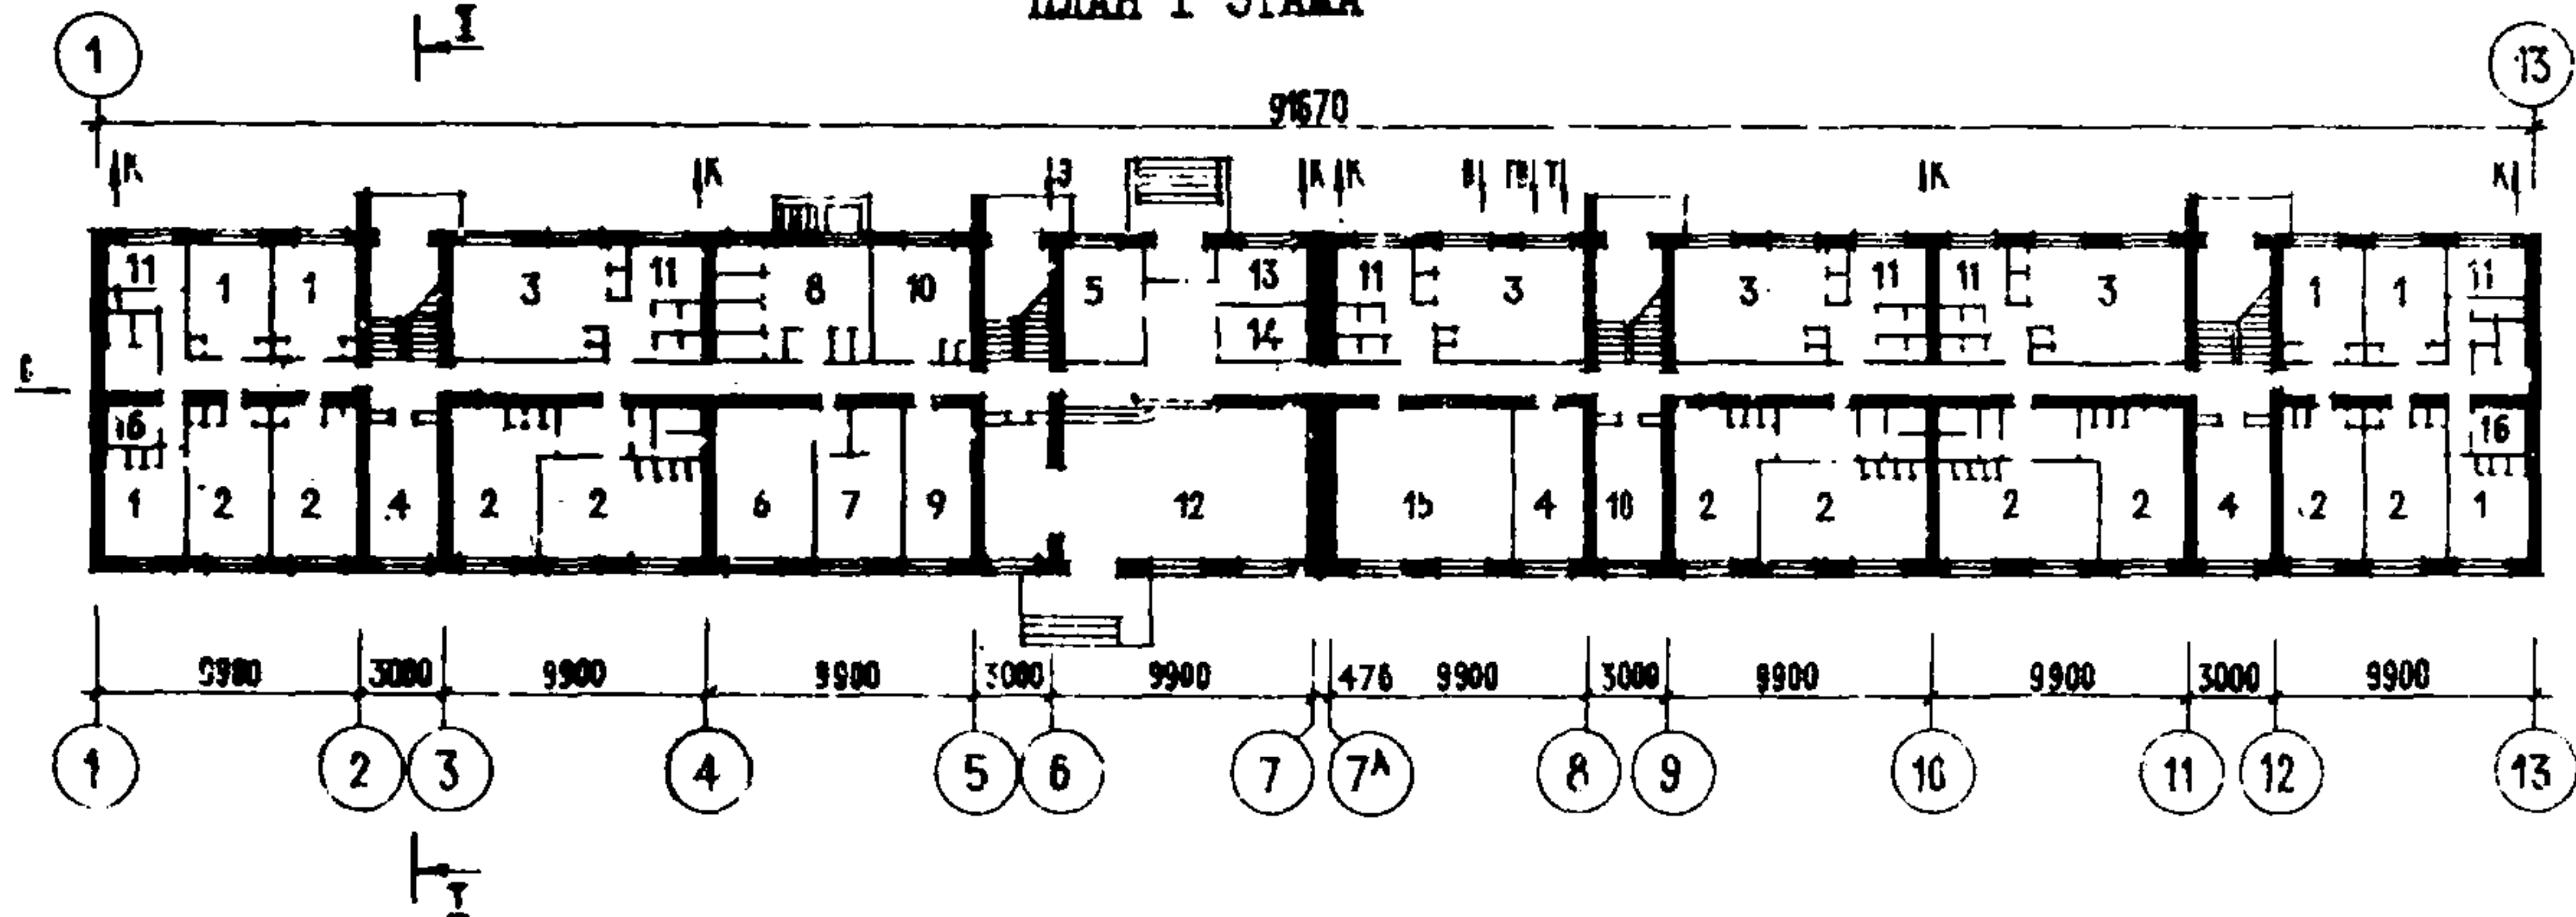 ПЛАН 1 ЭТАЖА
I
1 13
91670
К К Э К К В ГВ Т К К
11 1 1 3 11 8 10 5 13 11 3 3 11 11 3 1 1 11
14
С
16 16
1 2 2 4 2 2 6 7 9 12 15 4 10 2 2 2 2 4 2 2 1
9900 3000 9900 9900 3000 9900 476 9900 3000 9900 9900 3000 9900
1 2 3 4 5 6 7 7А 8 9 10 11 12 13
I